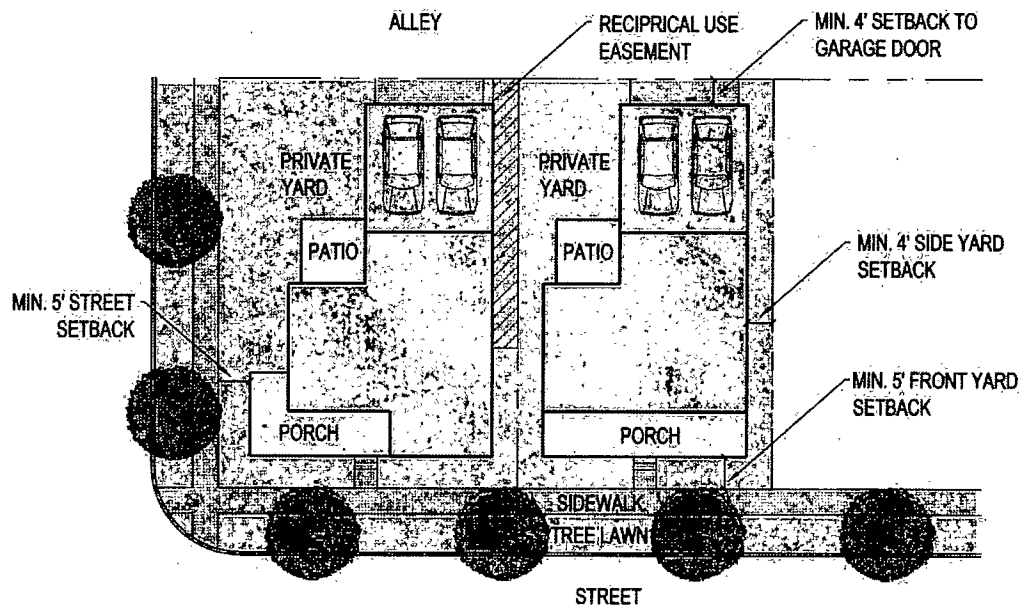 ALLEY
RECIPRICAL USE
EASEMENT
MIN. 4' SETBACK TO
GARAGE DOOR
PRIVATE
YARD
PRIVATE
YARD
PATIO
PATIO
MIN. 4' SIDE YARD
SETBACK
MIN. 5' STREET
SETBACK
MIN. 5' FRONT YARD
SETBACK
PORCH
PORCH
SIDEWALK
TREE LAWN
STREET